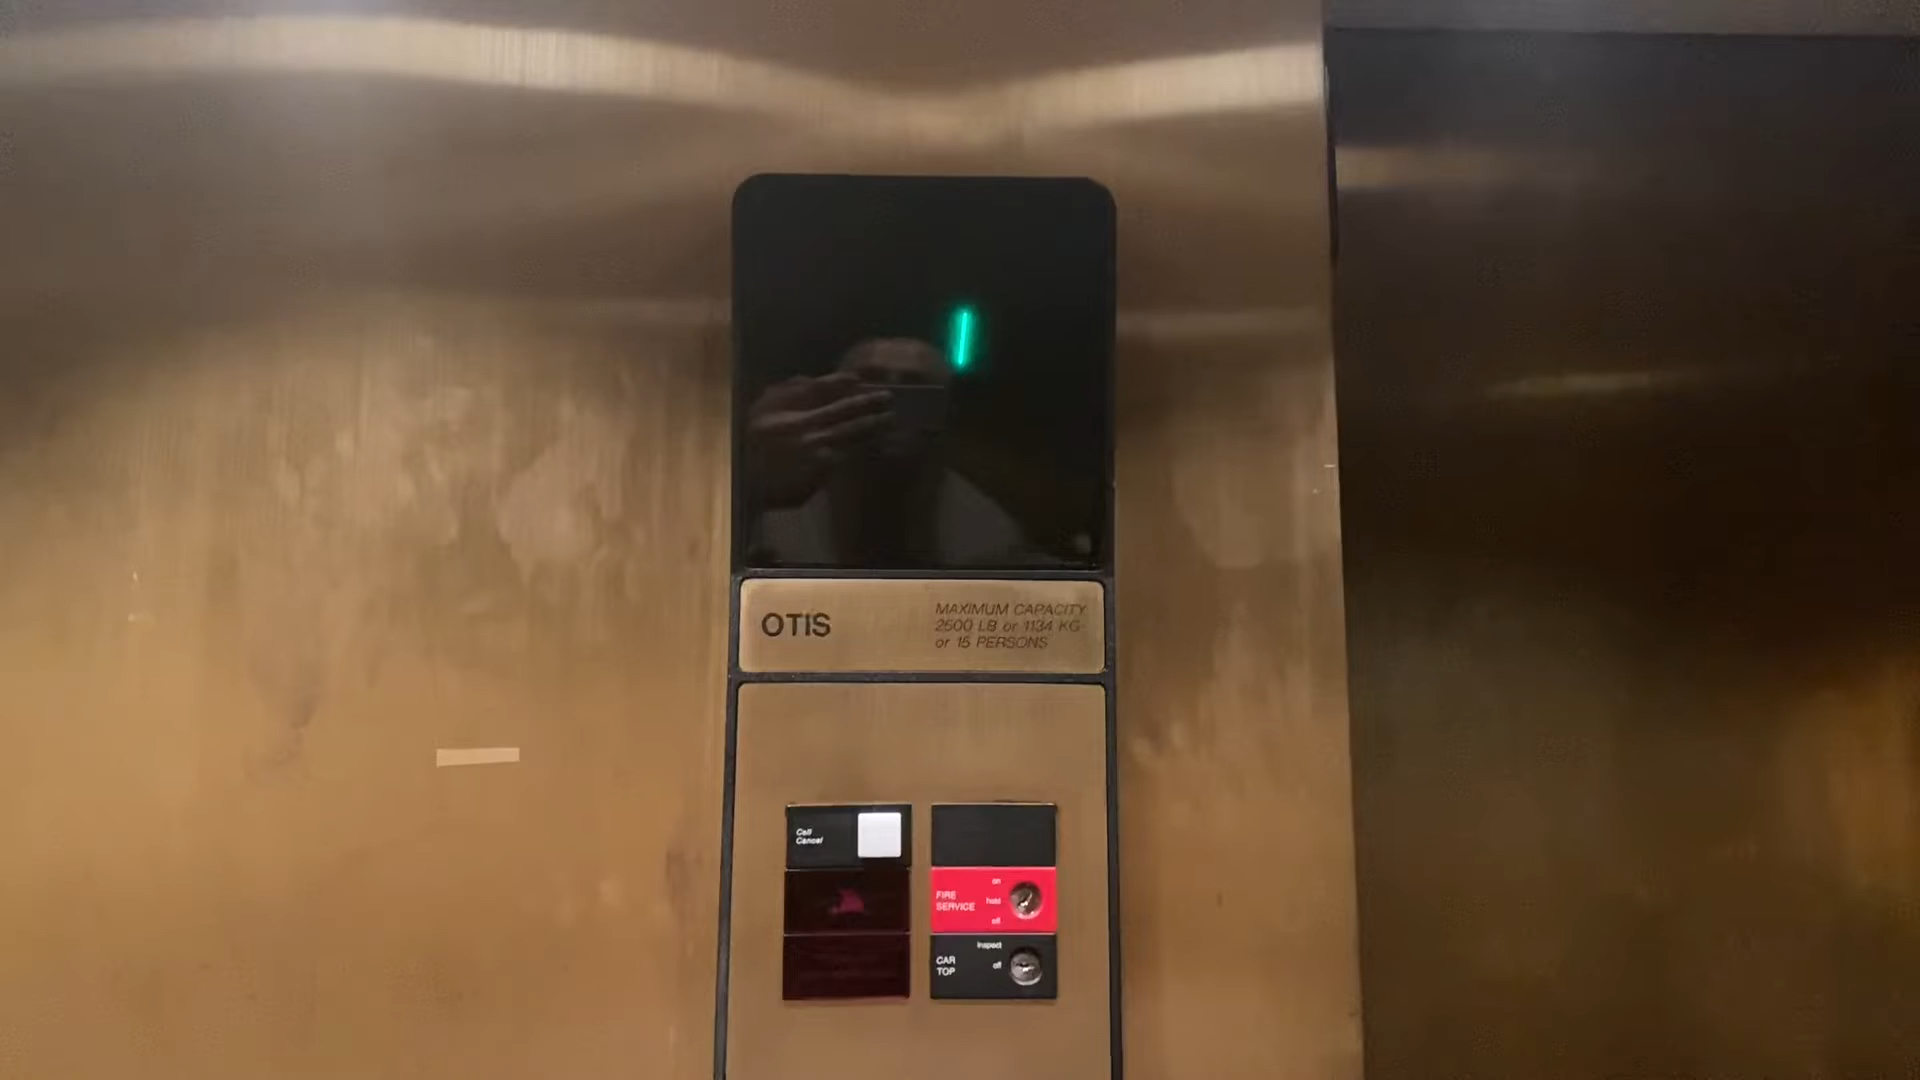 OTIS
MAXIMUM CAPACITY
2500 LB or 1134 KG
or 15 PERSONS
Call
Cancel
FIRE
SERVICE
on
hold
off
CAR
TOP
inspect
off